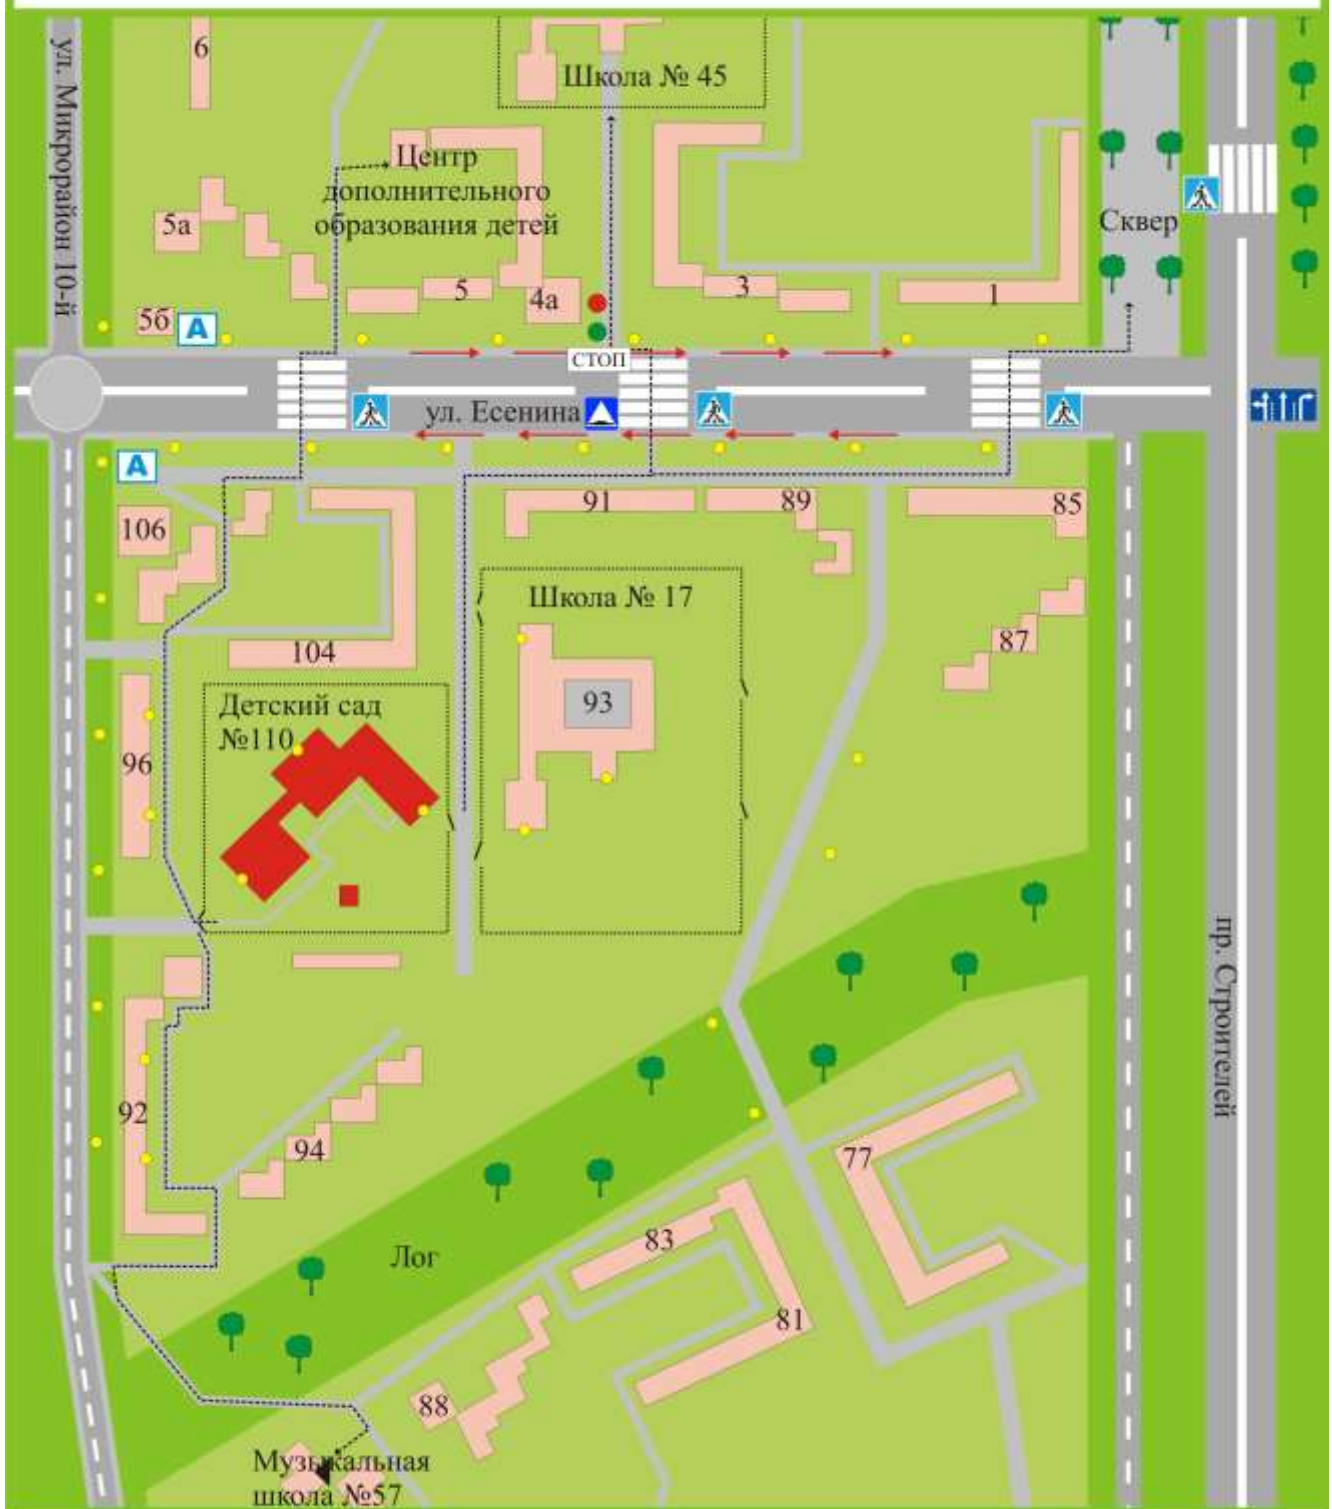 ул. Микрорайон 10-й
6
Школа № 45
Центр
дополнительного
образования детей
5а
Сквер
5
4а
3
1
5б
А
СТОП
ул. Есенина
А
91
89
85
106
Школа № 17
87
104
Детский сад
№110
93
96
пр. Строителей
92
94
77
83
Лог
81
88
Музыкальная
школа №57